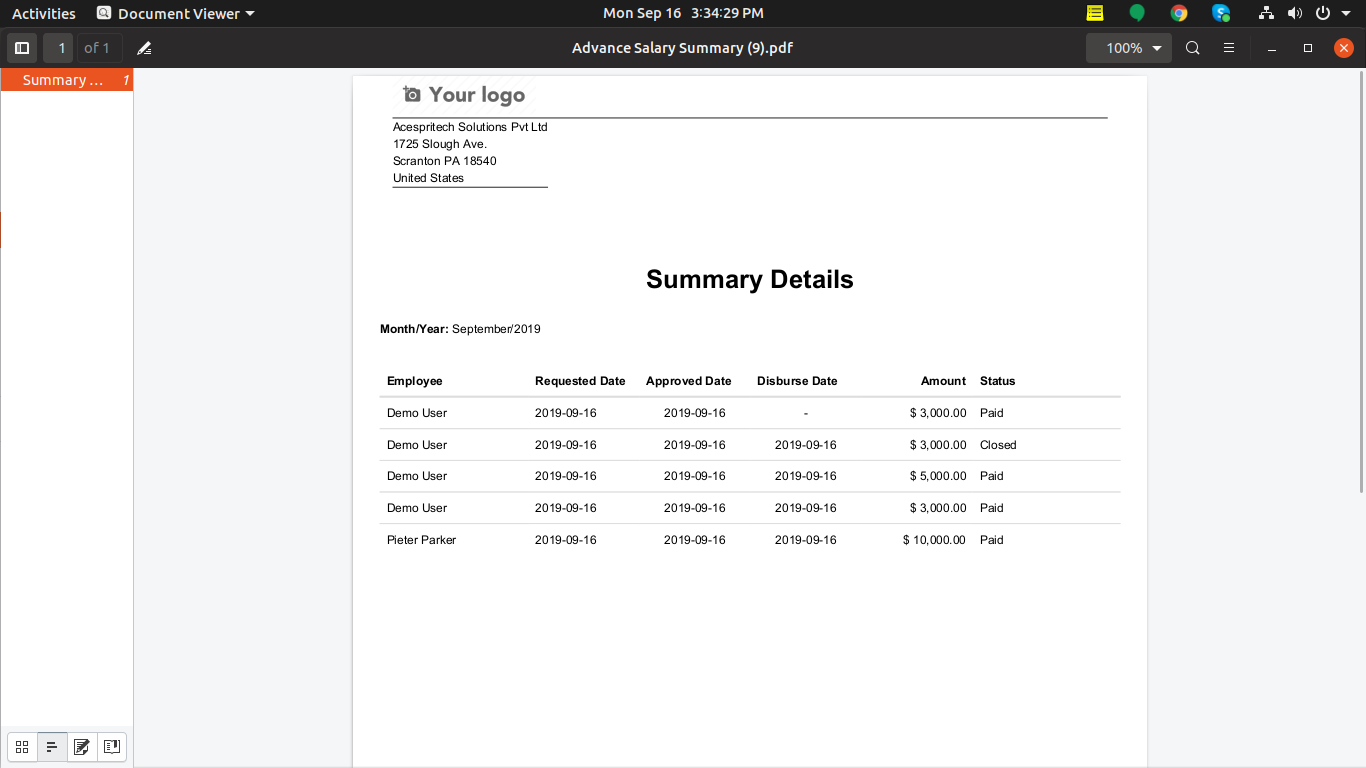 Activities Document Viewer Mon Sep 16 3:34:29 PM
1 of 1 Advance Salary Summary (9).pdf 100%
Summary ... 1
Your logo
Acespritech Solutions Pvt Ltd
1725 Slough Ave.
Scranton PA 18540
United States
Summary Details
Month/Year: September/2019
Employee Requested Date Approved Date Disburse Date Amount Status
Demo User 2019-09-16 2019-09-16 - $ 3,000.00 Paid
Demo User 2019-09-16 2019-09-16 2019-09-16 $ 3,000.00 Closed
Demo User 2019-09-16 2019-09-16 2019-09-16 $ 5,000.00 Paid
Demo User 2019-09-16 2019-09-16 2019-09-16 $ 3,000.00 Paid
Pieter Parker 2019-09-16 2019-09-16 2019-09-16 $ 10,000.00 Paid